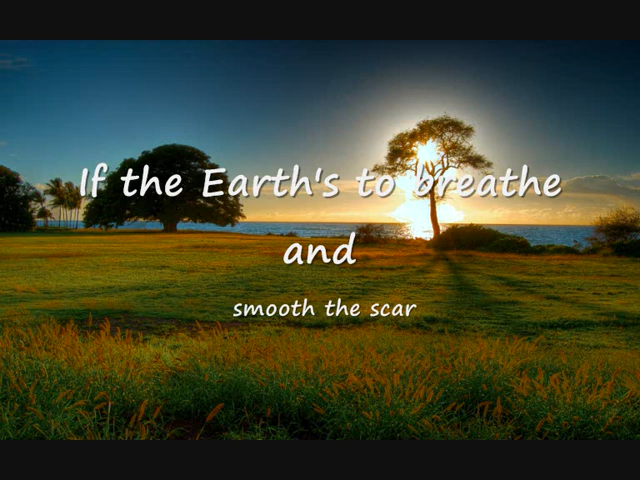 If the Earth's to breathe
and
smooth the scar